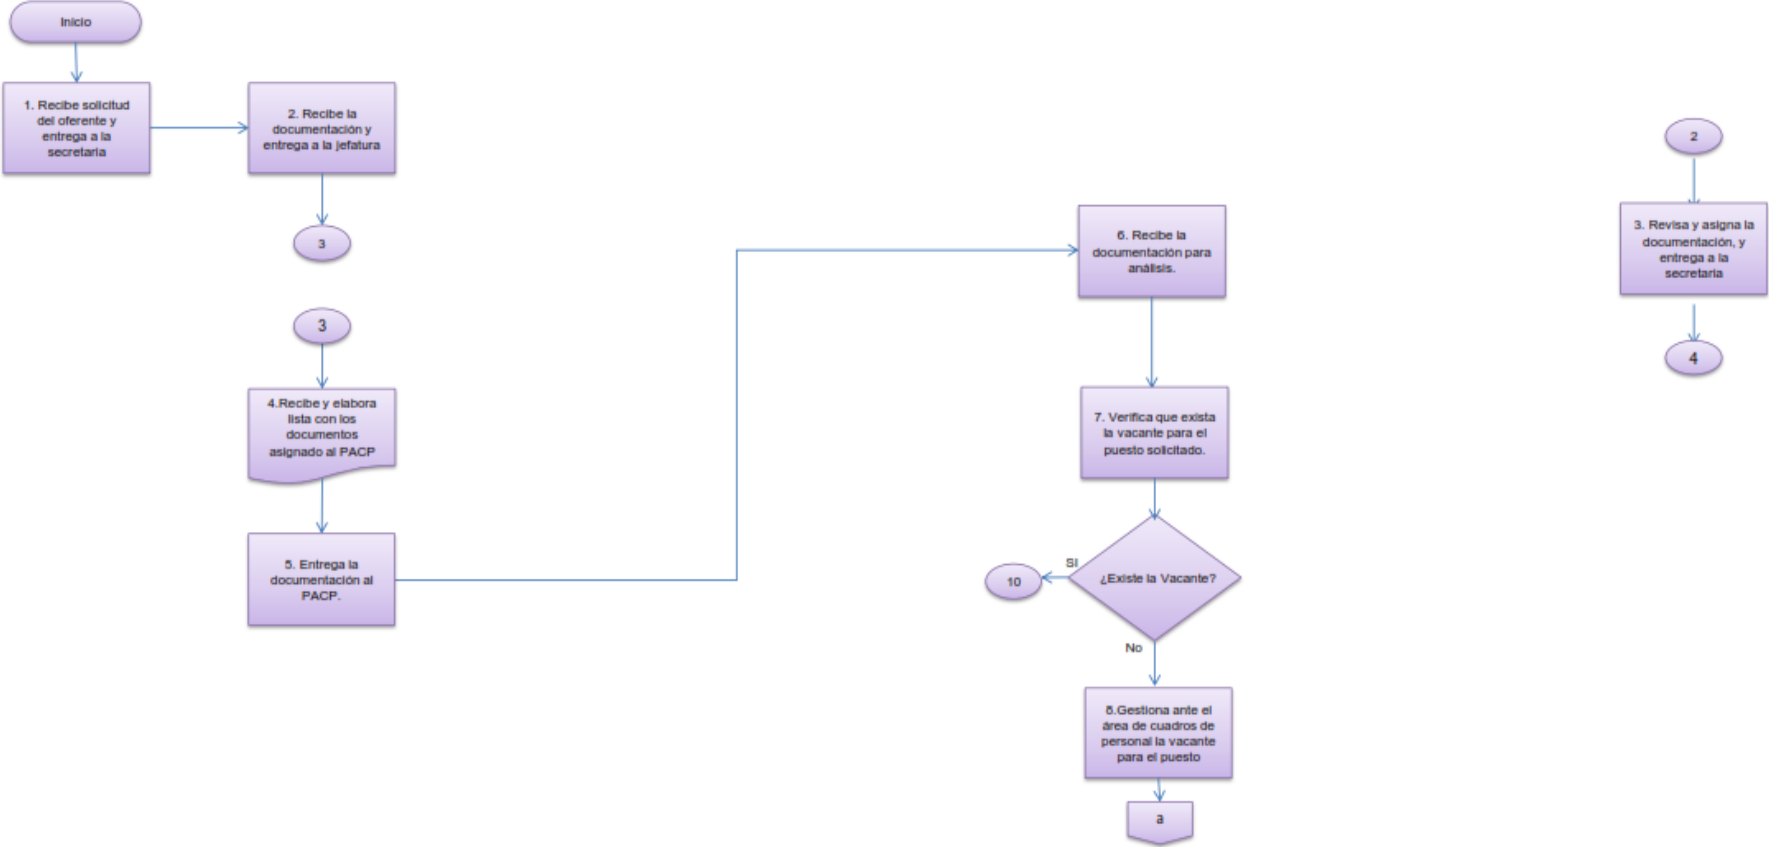 Inicio
1. Recibe solicitud
del oferente y
entrega a la
secretaria
2. Recibe la
documentación y
entrega a la jefatura
3
3
4.Recibe y elabora
lista con los
documentos
asignado al PACP
5. Entrega la
documentación al
PACP.
6. Recibe la
documentación para
análisis.
7. Verifica que exista
la vacante para el
puesto solicitado.
¿Existe la Vacante?
Sí
10
No
8.Gestiona ante el
área de cuadros de
personal la vacante
para el puesto
a
2
3. Revisa y asigna la
documentación, y
entrega a la
secretaria
4